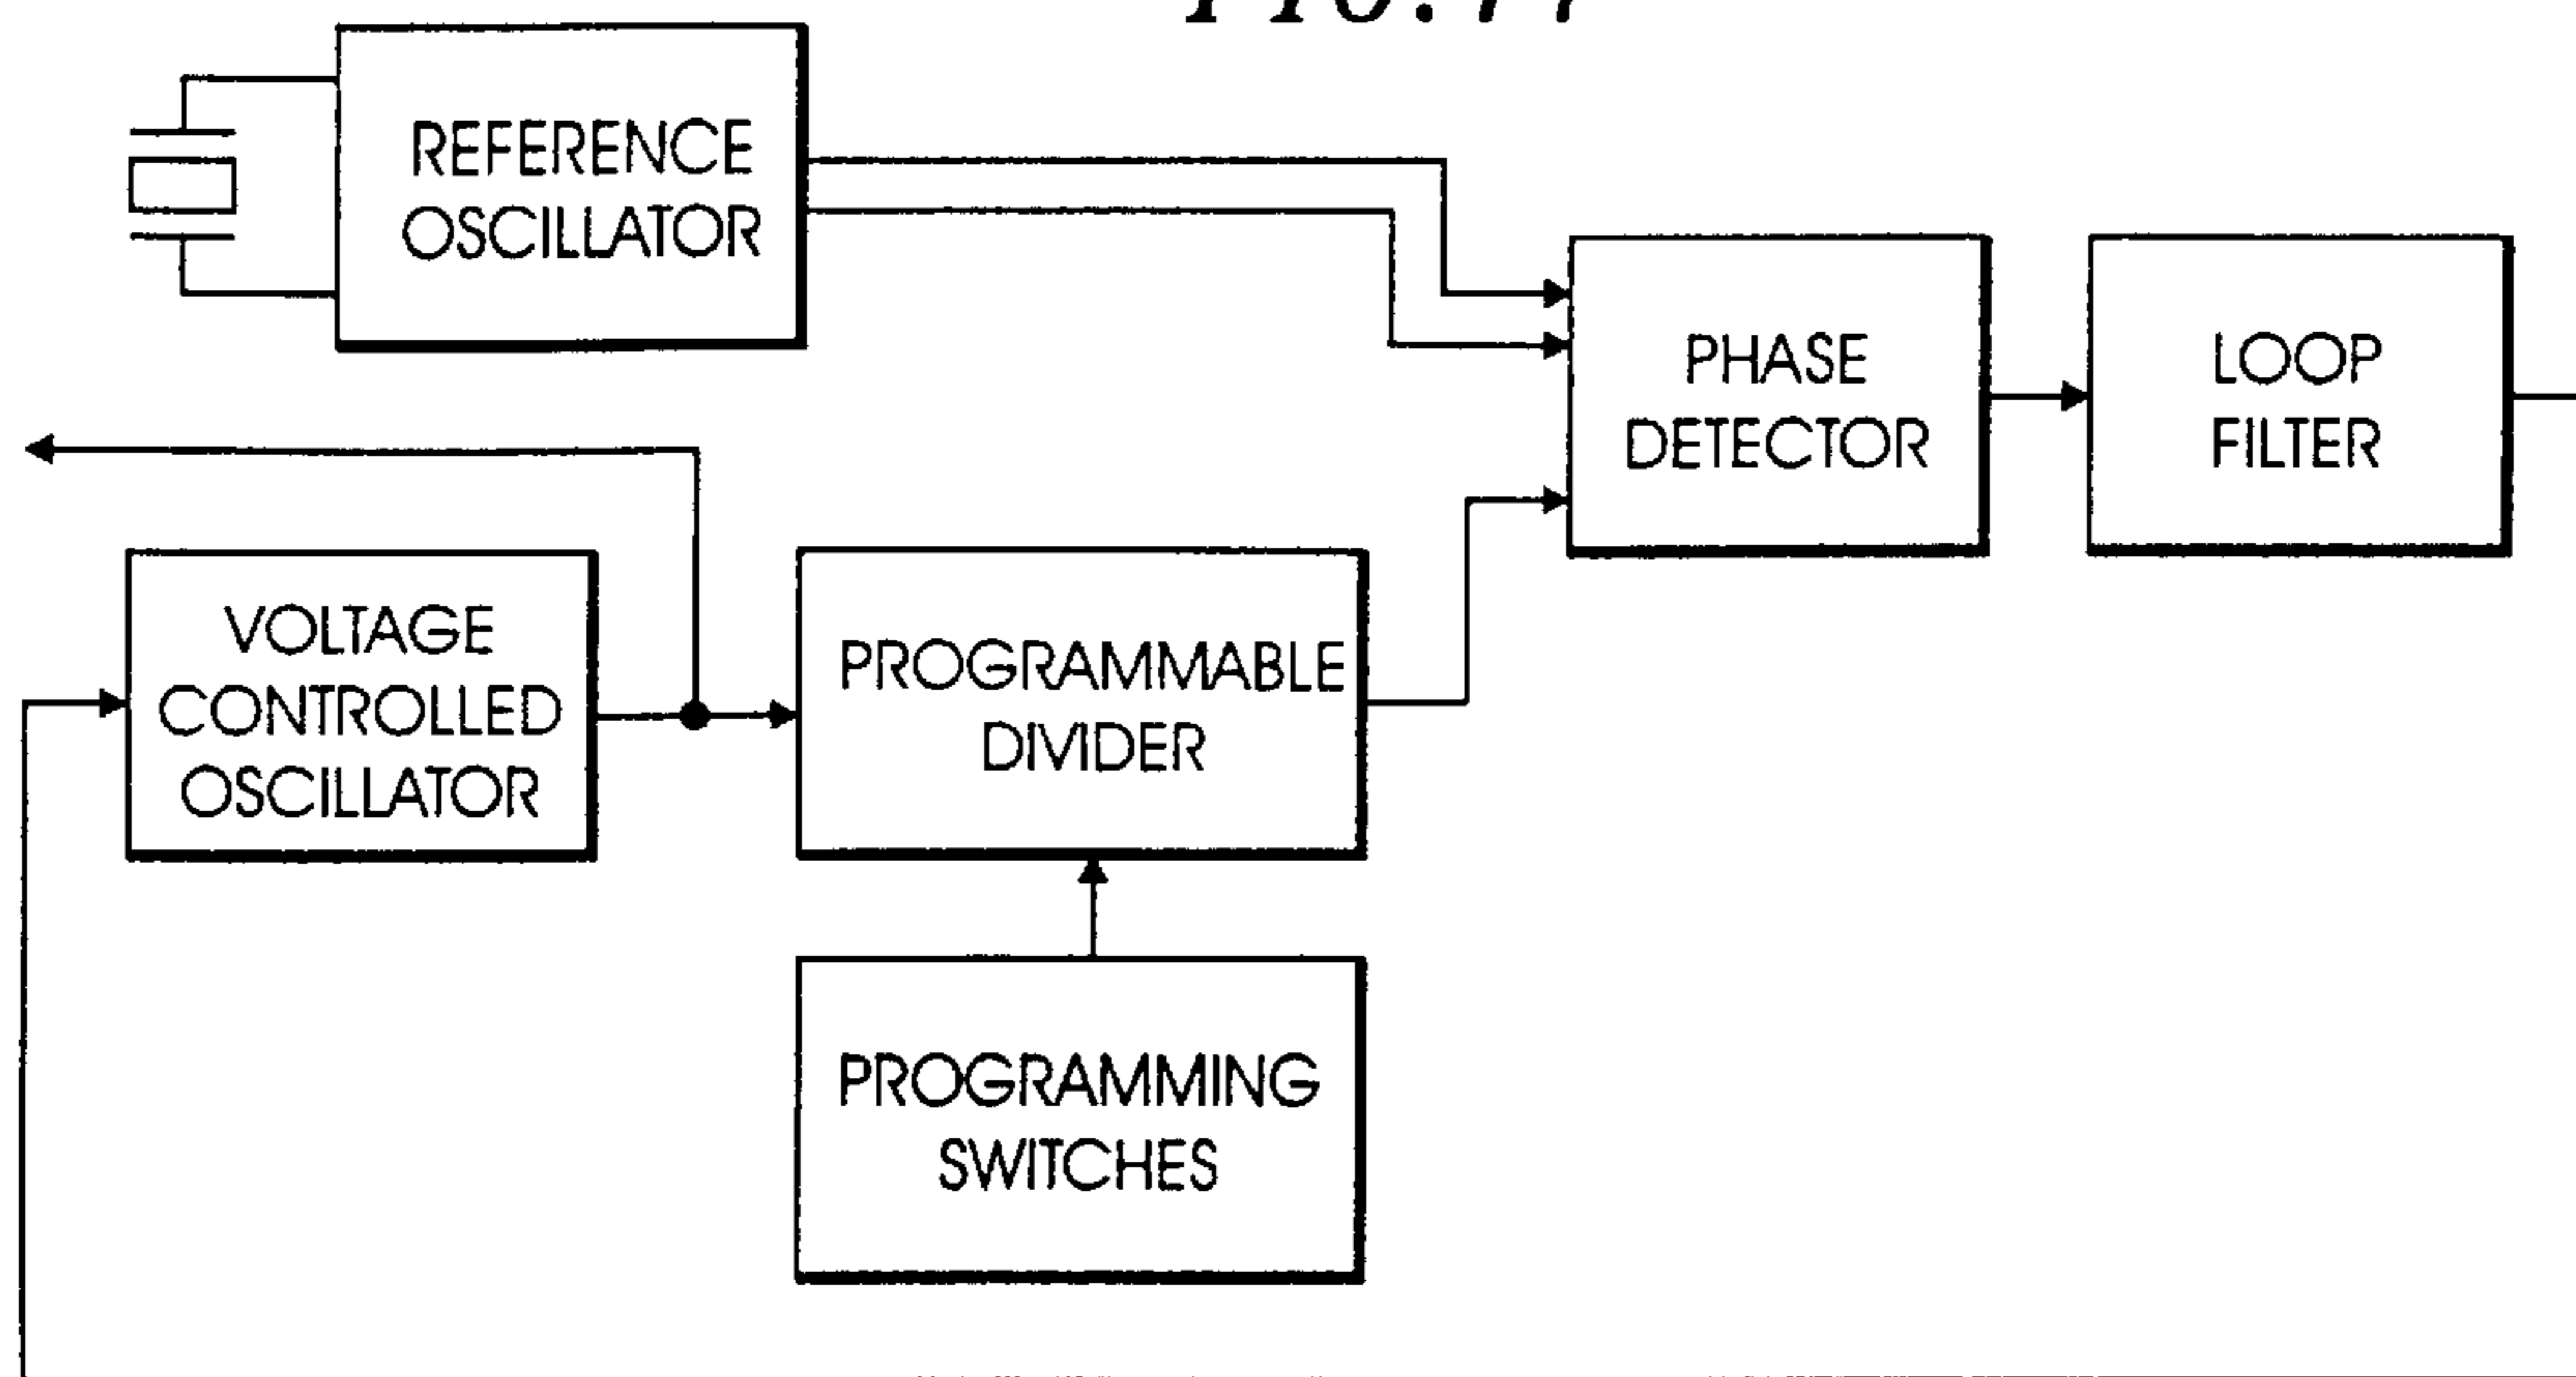 REFERENCE
OSCILLATOR
PHASE
DETECTOR
LOOP
FILTER
VOLTAGE
CONTROLLED
OSCILLATOR
PROGRAMMABLE
DIVIDER
PROGRAMMING
SWITCHES